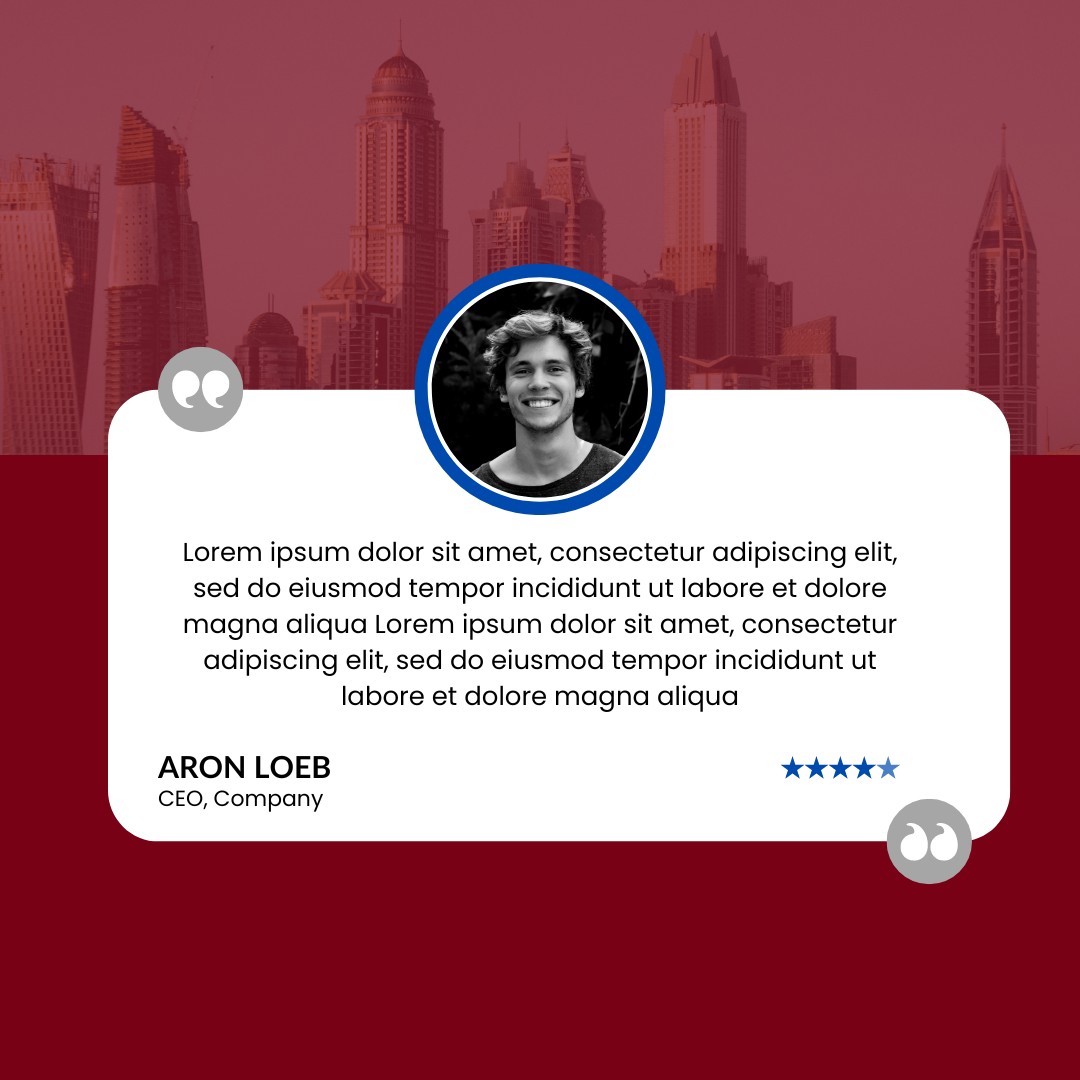 Lorem ipsum dolor sit amet, consectetur adipiscing elit,
sed do eiusmod tempor incididunt ut labore et dolore
magna aliqua Lorem ipsum dolor sit amet, consectetur
adipiscing elit, sed do eiusmod tempor incididunt ut
labore et dolore magna aliqua
ARON LOEB
CEO, Company